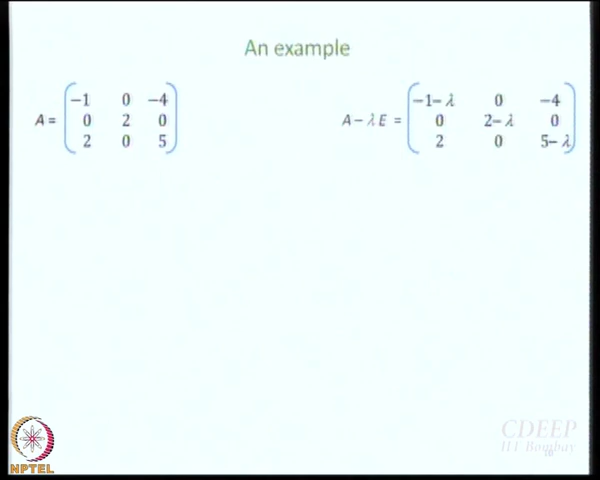 An example
A = (−1 0 −4
0 2 0
2 0 5)
A − λ E = (−1− λ 0 −4
0 2− λ 0
2 0 5− λ)
CDEEP
IIT Bombay
16
NPTEL